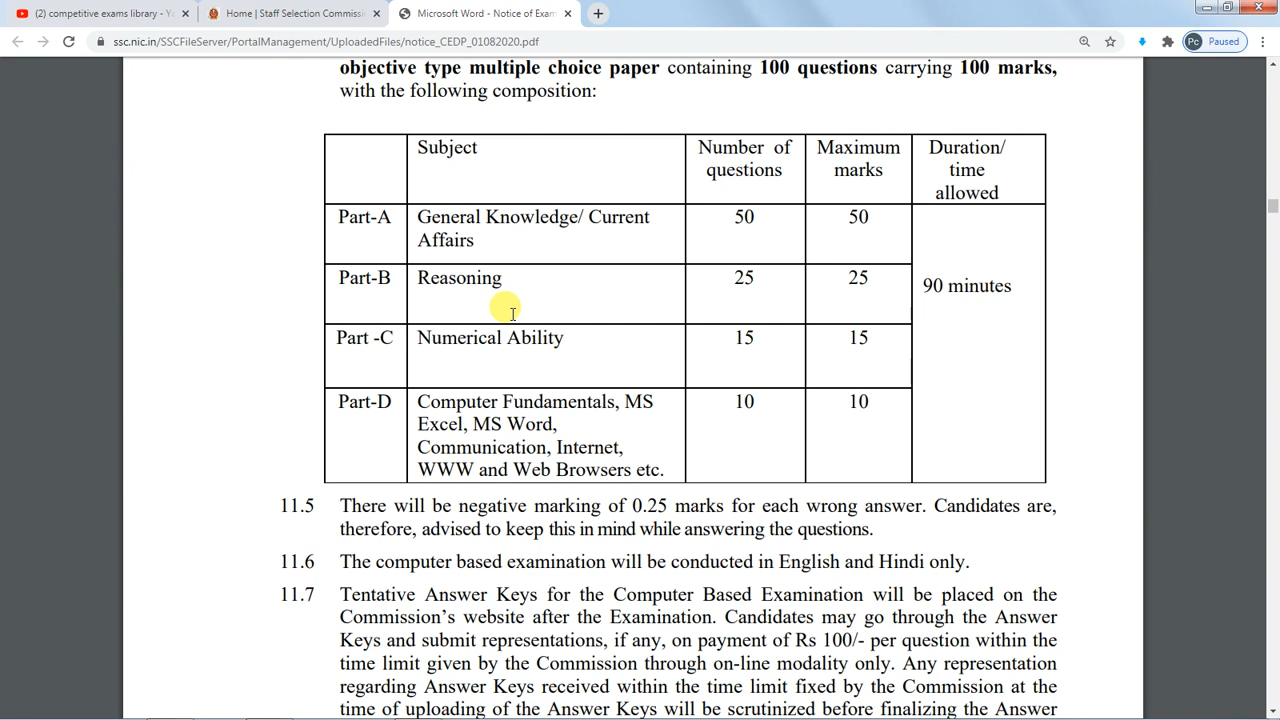 (2) competitive exams library - Yo
Home | Staff Selection Commissi
Microsoft Word - Notice of Exam
ssc.nic.in/SSCFileServer/PortalManagement/UploadedFiles/notice_CEDP_01082020.pdf
Pc Paused
objective type multiple choice paper containing 100 questions carrying 100 marks,
with the following composition:
Subject
Number of
questions
Maximum
marks
Duration/
time
allowed
Part-A
General Knowledge/ Current
Affairs
50
50
90 minutes
Part-B
Reasoning
25
25
Part -C
Numerical Ability
15
15
Part-D
Computer Fundamentals, MS
Excel, MS Word,
Communication, Internet,
WWW and Web Browsers etc.
10
10
11.5 There will be negative marking of 0.25 marks for each wrong answer. Candidates are,
therefore, advised to keep this in mind while answering the questions.
11.6 The computer based examination will be conducted in English and Hindi only.
11.7 Tentative Answer Keys for the Computer Based Examination will be placed on the
Commission's website after the Examination. Candidates may go through the Answer
Keys and submit representations, if any, on payment of Rs 100/- per question within the
time limit given by the Commission through on-line modality only. Any representation
regarding Answer Keys received within the time limit fixed by the Commission at the
time of uploading of the Answer Keys will be scrutinized before finalizing the Answer